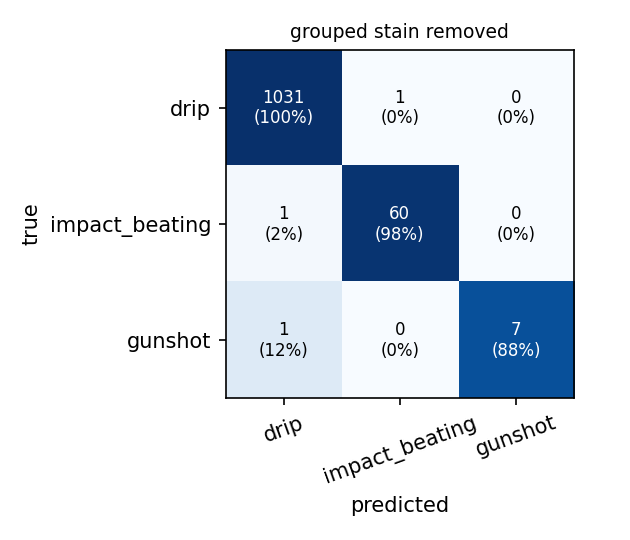 grouped stain removed
true
drip
1031
(100%)
1
(0%)
0
(0%)
impact_beating
1
(2%)
60
(98%)
0
(0%)
gunshot
1
(12%)
0
(0%)
7
(88%)
drip
impact_beating
gunshot
predicted